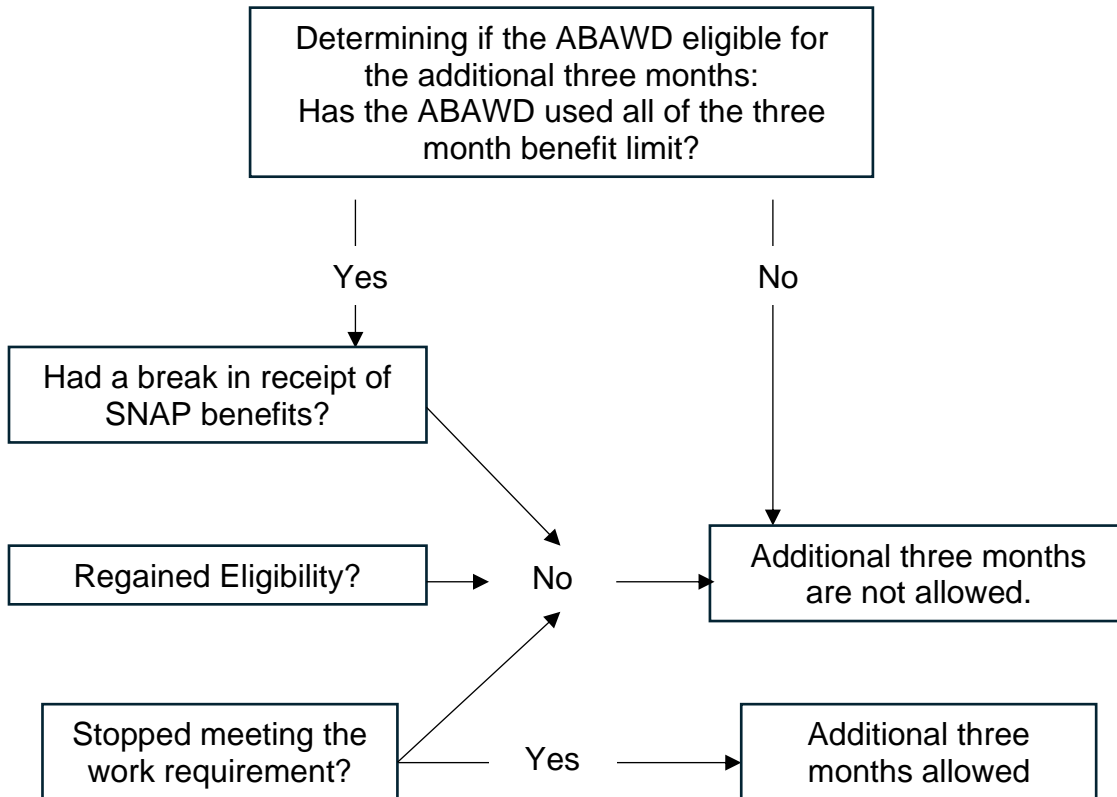 Determining if the ABAWD eligible for
the additional three months:
Has the ABAWD used all of the three
month benefit limit?
Yes
No
Had a break in receipt of
SNAP benefits?
Regained Eligibility?
No
Additional three months
are not allowed.
Stopped meeting the
work requirement?
Yes
Additional three
months allowed